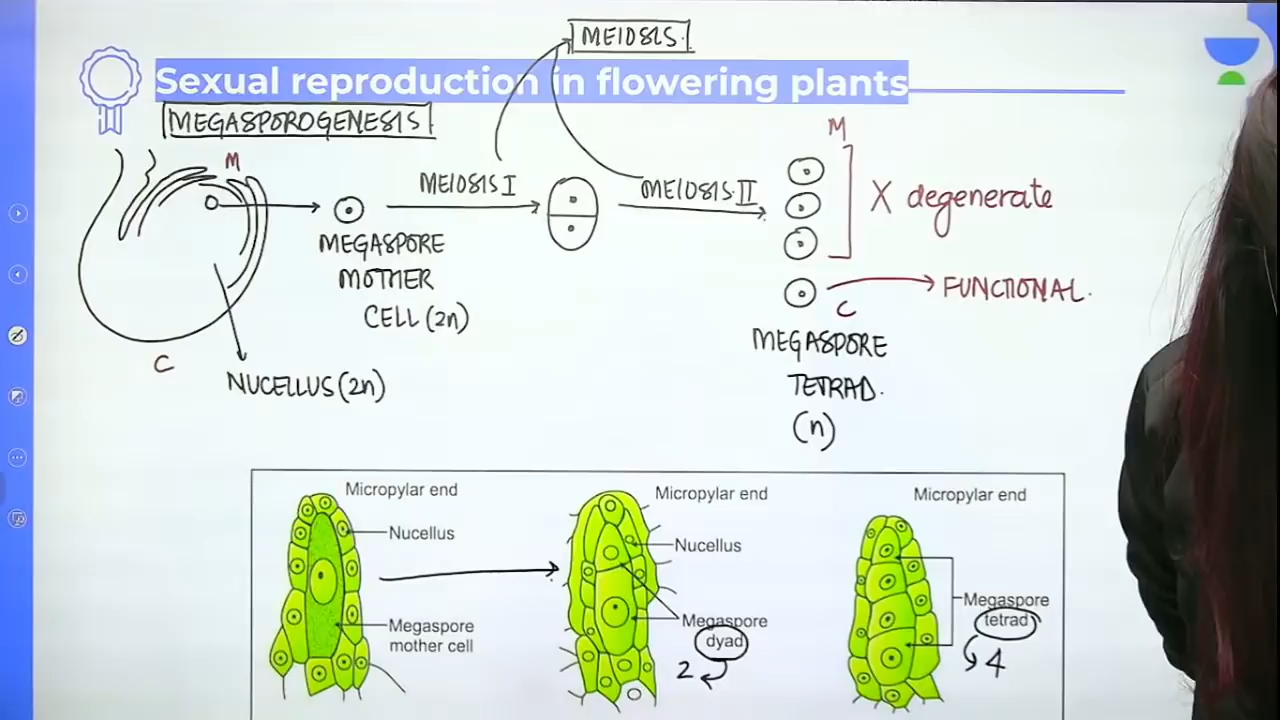 MEIOSIS.
Sexual reproduction in flowering plants
MEGASPOROGENESIS
M
M
MEIOSIS I
MEIOSIS II
X degenerate
MEGASPORE
MOTHER
CELL (2n)
C
FUNCTIONAL.
MEGASPORE
TETRAD.
(n)
C
NUCELLUS (2n)
Micropylar end
Nucellus
Megaspore
mother cell
Micropylar end
Nucellus
Megaspore
dyad
2
Micropylar end
Megaspore
tetrad
4